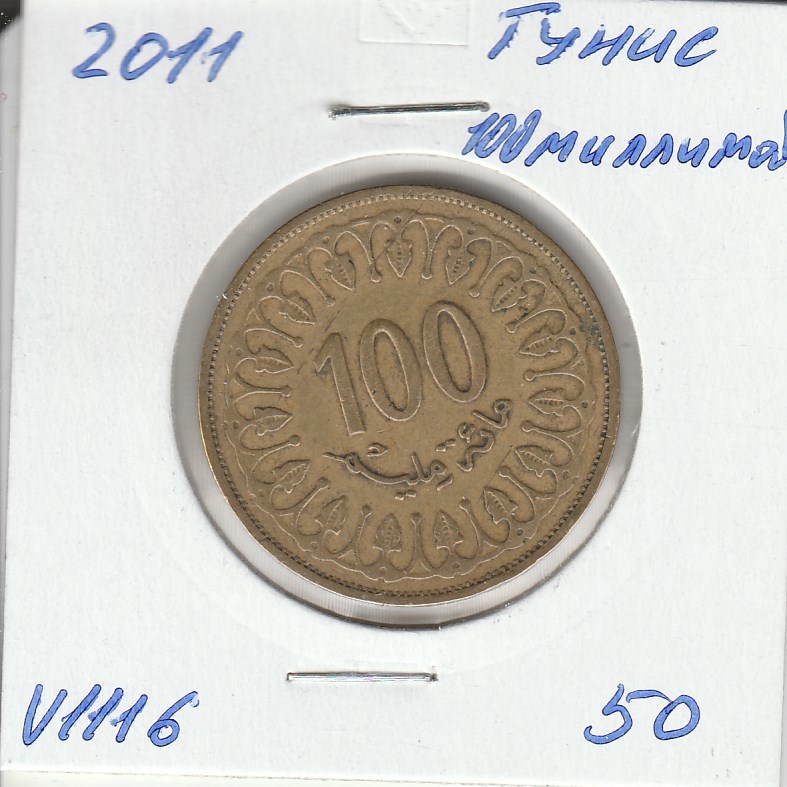 2011
Тунис
100 миллимов
100
مائة مليم
V1116
50